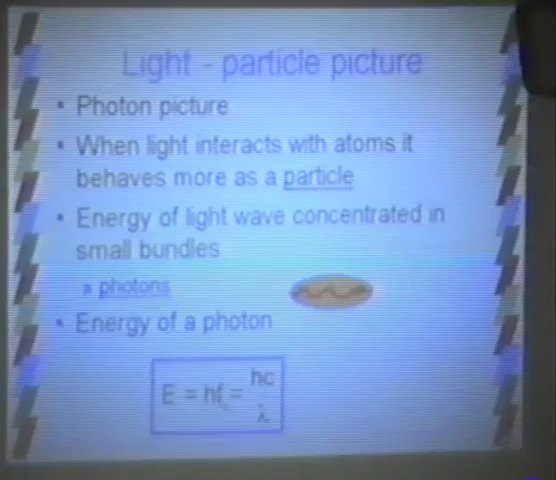 Light - particle picture
• Photon picture
• When light interacts with atoms it
behaves more as a particle
• Energy of light wave concentrated in
small bundles
» photons
• Energy of a photon
E = hf = hc/λ